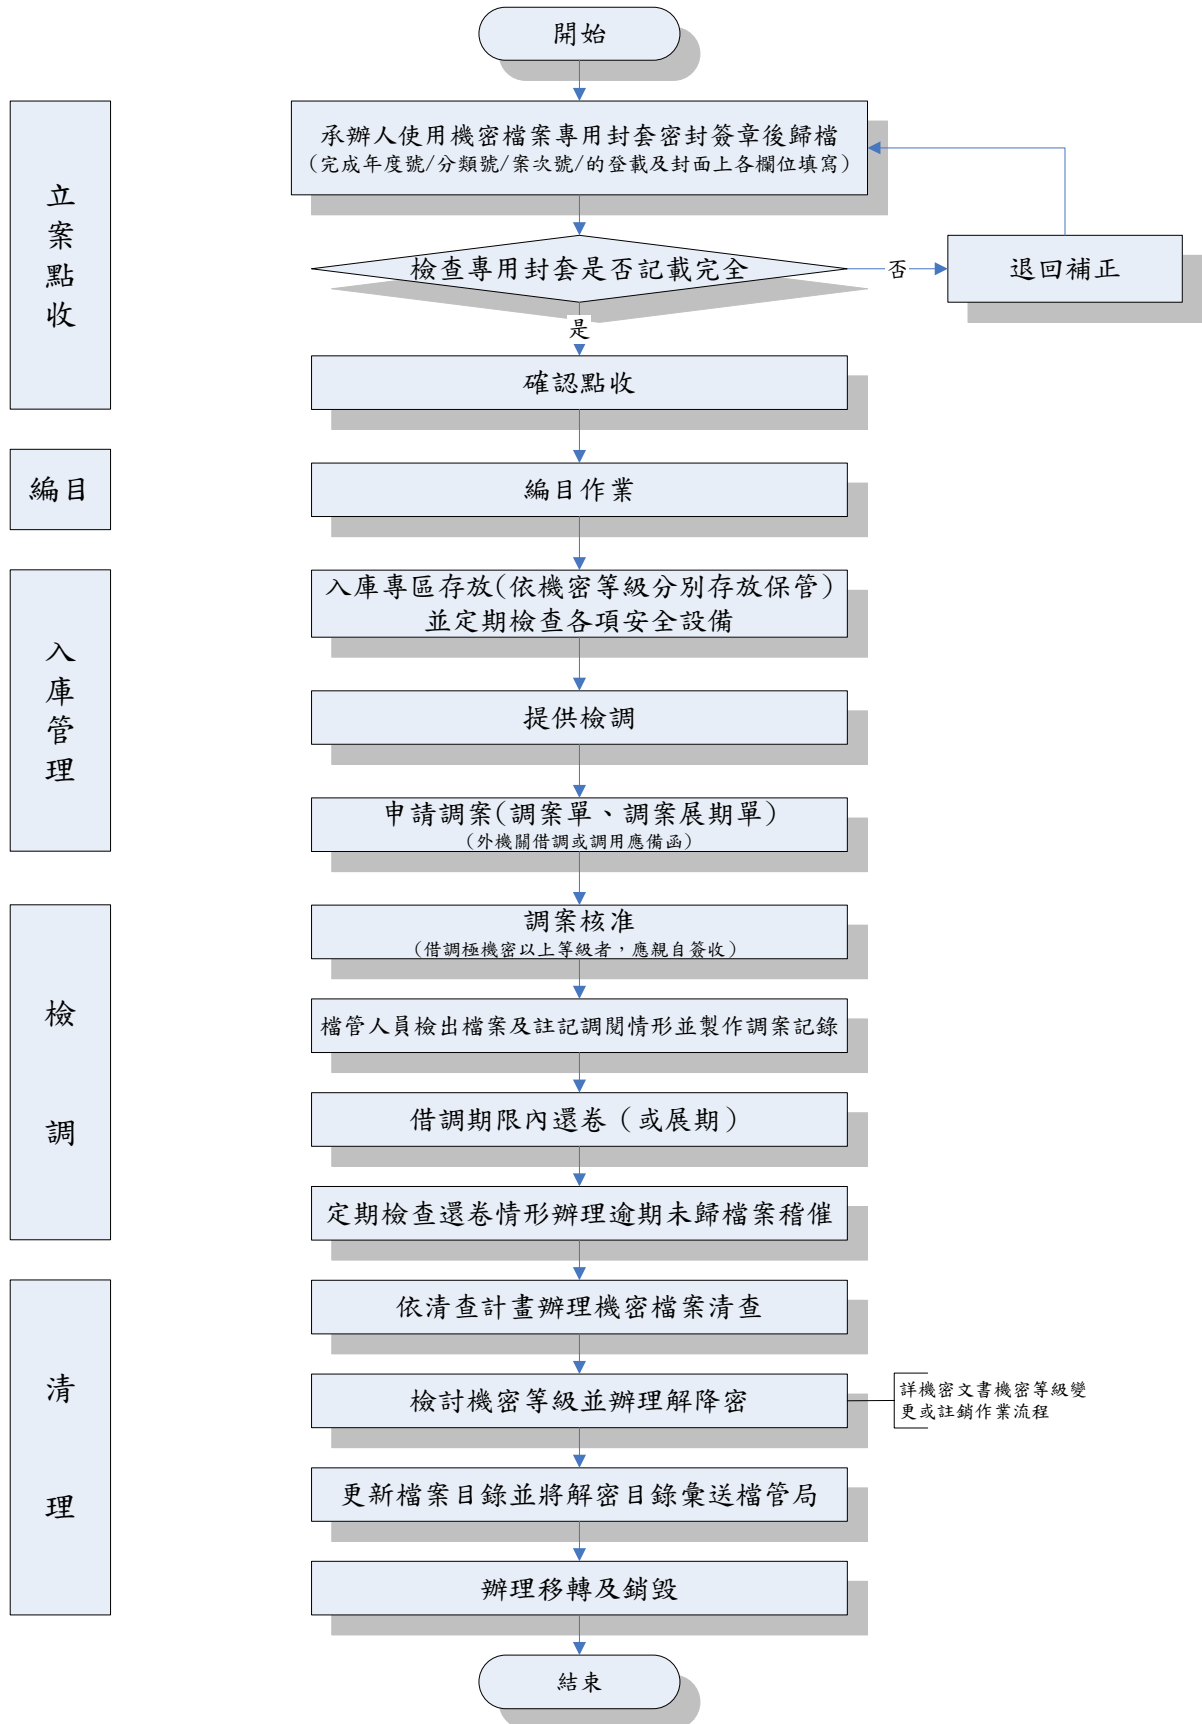 開始
立案點收
承辦人使用機密檔案專用封套密封簽章後歸檔
(完成年度號/分類號/案次號/的登載及封面上各欄位填寫)
檢查專用封套是否記載完全
否
退回補正
是
確認點收
編目
編目作業
入庫管理
入庫專區存放(依機密等級分別存放保管)
並定期檢查各項安全設備
提供檢調
申請調案(調案單、調案展期單)
(外機關借調或調用應備函)
檢調
調案核准
(借調極機密以上等級者，應親自簽收)
檔管人員檢出檔案及註記調閱情形並製作調案記錄
借調期限內還卷（或展期）
定期檢查還卷情形辦理逾期未歸檔案稽催
清理
依清查計畫辦理機密檔案清查
檢討機密等級並辦理解降密
詳機密文書機密等級變
更或註銷作業流程
更新檔案目錄並將解密目錄彙送檔管局
辦理移轉及銷毀
結束